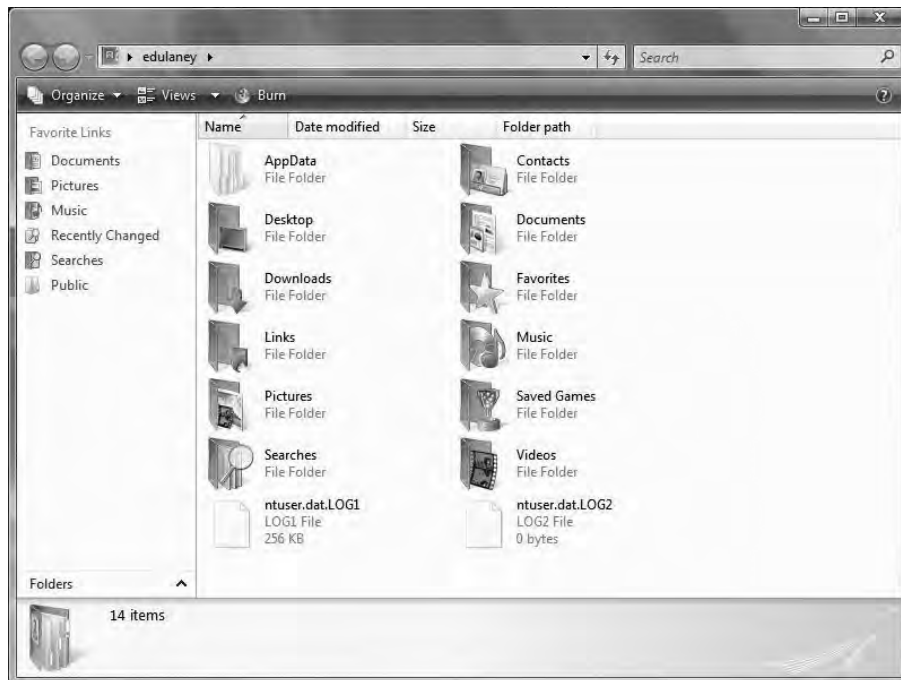 edulaney
Search
Organize Views Burn
Favorite Links
Documents
Pictures
Music
Recently Changed
Searches
Public
Folders
Name Date modified Size Folder path
AppData
File Folder
Contacts
File Folder
Desktop
File Folder
Documents
File Folder
Downloads
File Folder
Favorites
File Folder
Links
File Folder
Music
File Folder
Pictures
File Folder
Saved Games
File Folder
Searches
File Folder
Videos
File Folder
ntuser.dat.LOG1
LOG1 File
256 KB
ntuser.dat.LOG2
LOG2 File
0 bytes
14 items